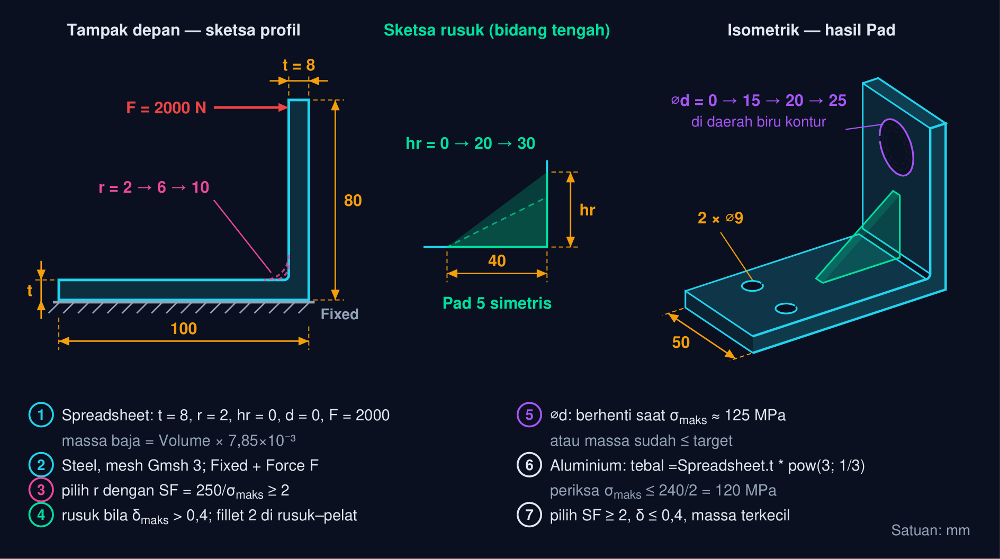 Tampak depan — sketsa profil
t = 8
F = 2000 N
r = 2 → 6 → 10
80
t
Fixed
100
Sketsa rusuk (bidang tengah)
hr = 0 → 20 → 30
hr
40
Pad 5 simetris
Isometrik — hasil Pad
⌀d = 0 → 15 → 20 → 25
di daerah biru kontur
2 × ⌀9
50
1 Spreadsheet: t = 8, r = 2, hr = 0, d = 0, F = 2000
massa baja = Volume × 7,85×10⁻³
2 Steel, mesh Gmsh 3; Fixed + Force F
3 pilih r dengan SF = 250/σmaks ≥ 2
4 rusuk bila δmaks > 0,4; fillet 2 di rusuk–pelat
5 ⌀d: berhenti saat σmaks ≈ 125 MPa
atau massa sudah ≤ target
6 Aluminium: tebal =Spreadsheet.t * pow(3; 1/3)
periksa σmaks ≤ 240/2 = 120 MPa
7 pilih SF ≥ 2, δ ≤ 0,4, massa terkecil
Satuan: mm